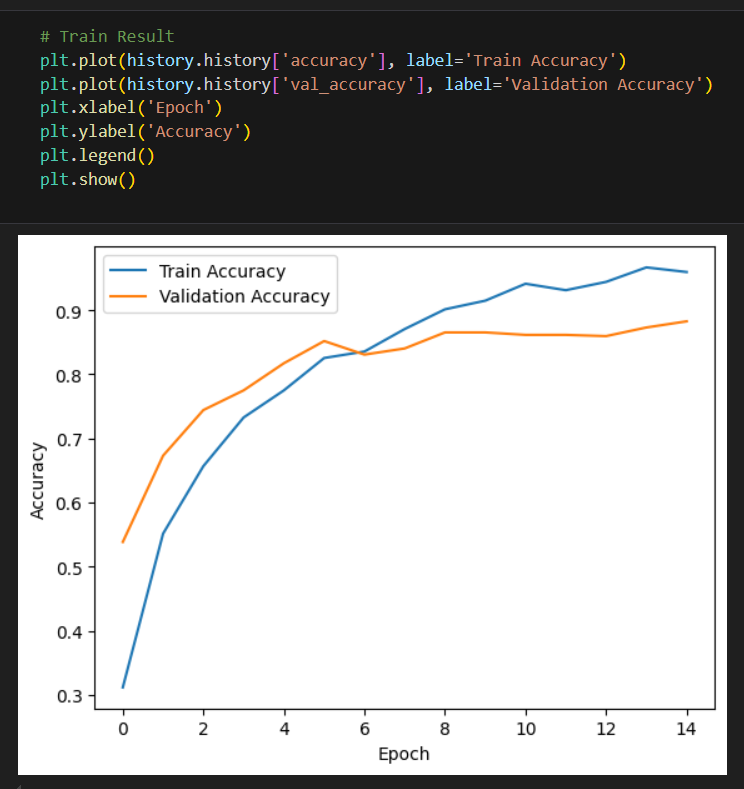 # Train Result
plt.plot(history.history['accuracy'], label='Train Accuracy')
plt.plot(history.history['val_accuracy'], label='Validation Accuracy')
plt.xlabel('Epoch')
plt.ylabel('Accuracy')
plt.legend()
plt.show()
Train Accuracy
Validation Accuracy
0.9
0.8
0.7
0.6
0.5
0.4
0.3
Accuracy
0 2 4 6 8 10 12 14
Epoch